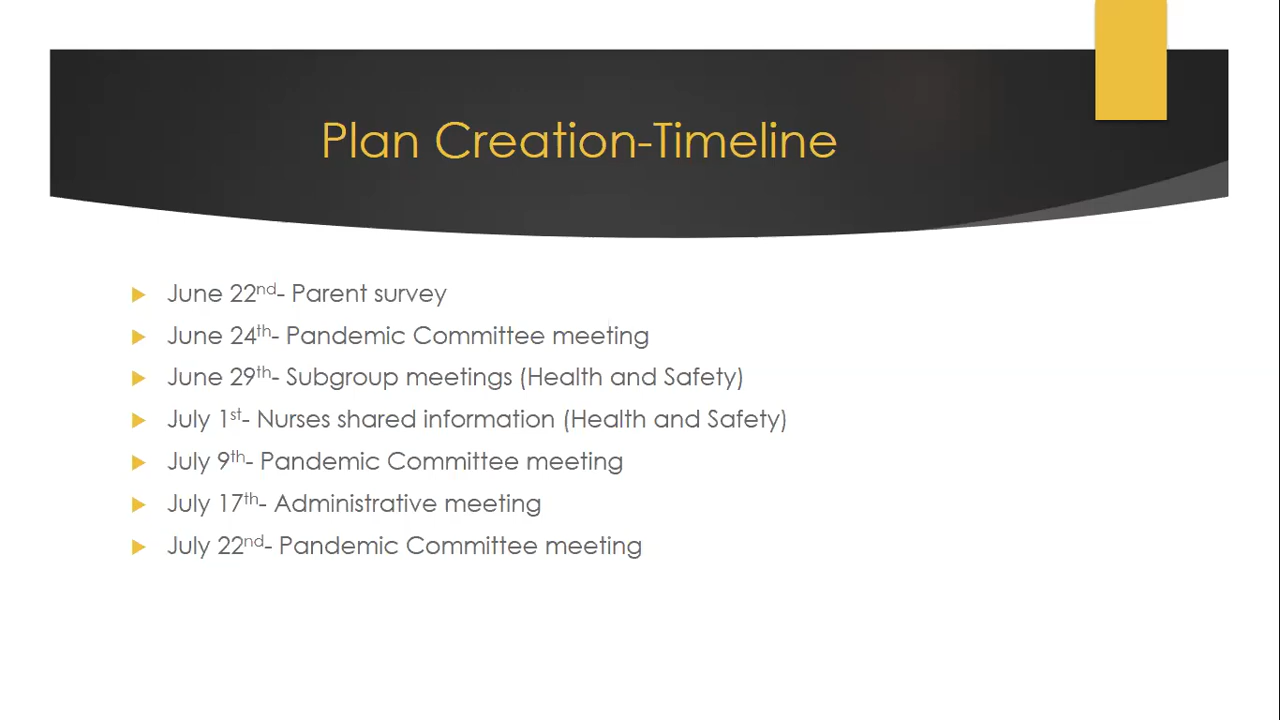 Plan Creation-Timeline
June 22nd- Parent survey
June 24th- Pandemic Committee meeting
June 29th- Subgroup meetings (Health and Safety)
July 1st- Nurses shared information (Health and Safety)
July 9th- Pandemic Committee meeting
July 17th- Administrative meeting
July 22nd- Pandemic Committee meeting